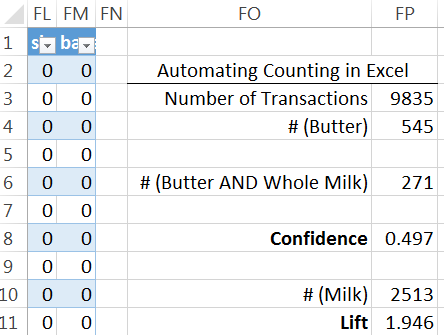 FL FM FN FO FP
1
2 0 0 Automating Counting in Excel
3 0 0 Number of Transactions 9835
4 0 0 # (Butter) 545
5 0 0
6 0 0 # (Butter AND Whole Milk) 271
7 0 0
8 0 0 Confidence 0.497
9 0 0
10 0 0 # (Milk) 2513
11 0 0 Lift 1.946